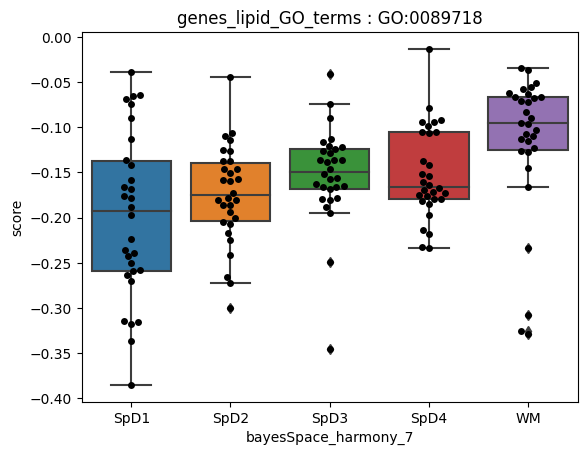 genes_lipid_GO_terms : GO:0089718
0.00
−0.05
−0.10
−0.15
−0.20
−0.25
−0.30
−0.35
−0.40
score
SpD1 SpD2 SpD3 SpD4 WM
bayesSpace_harmony_7